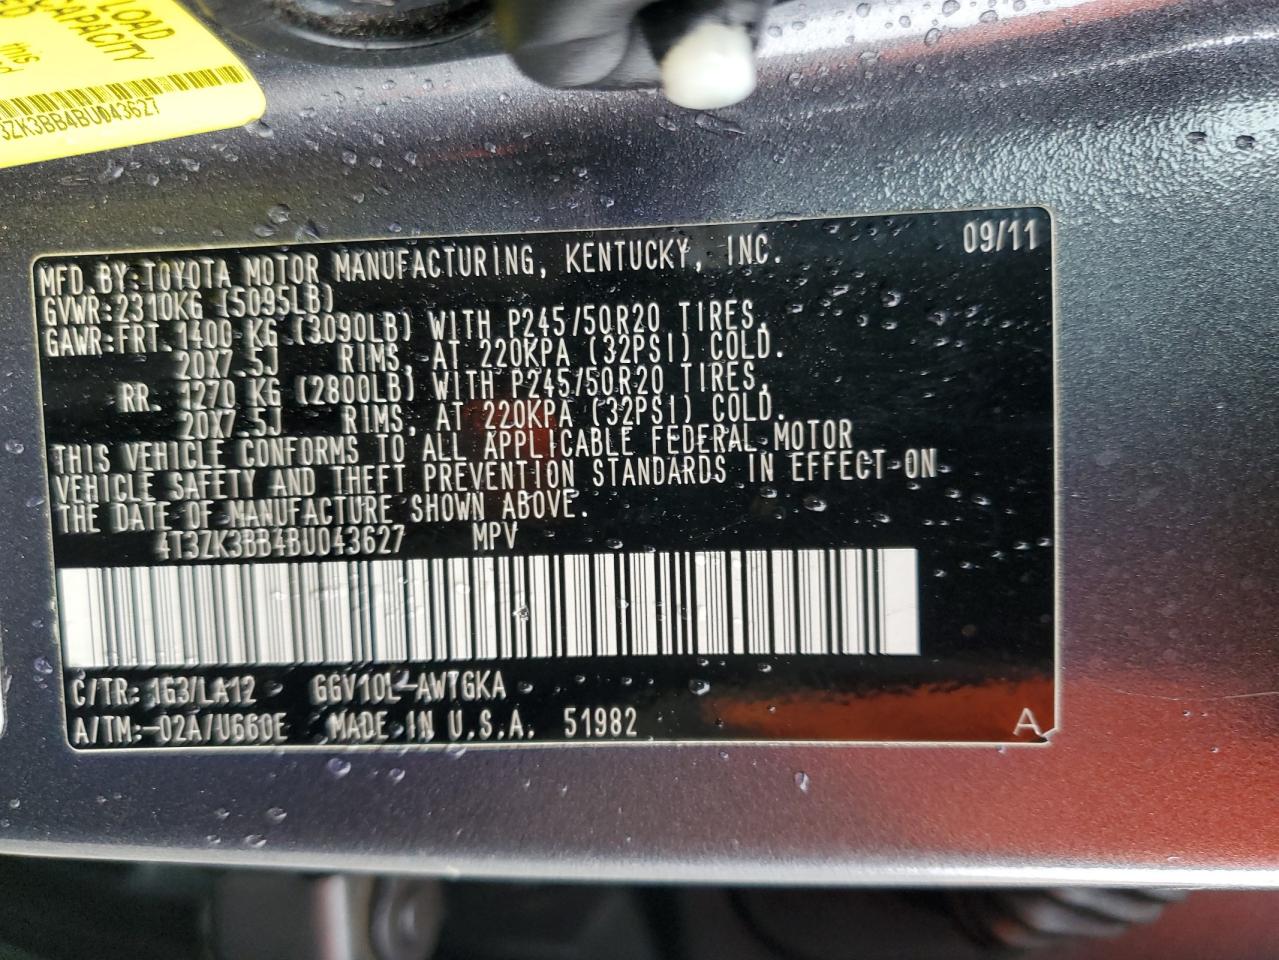 LOAD
CAPACITY
this
3ZK3BB4BU043627
MFD.BY:TOYOTA MOTOR MANUFACTURING, KENTUCKY, INC. 09/11
GVWR:2310KG (5095LB)
GAWR:FRT. 1400 KG (3090LB) WITH P245/50R20 TIRES,
20X7.5J RIMS, AT 220KPA (32PSI) COLD.
RR. 1270 KG (2800LB) WITH P245/50R20 TIRES,
20X7.5J RIMS, AT 220KPA (32PSI) COLD.
THIS VEHICLE CONFORMS TO ALL APPLICABLE FEDERAL MOTOR
VEHICLE SAFETY AND THEFT PREVENTION STANDARDS IN EFFECT ON
THE DATE OF MANUFACTURE SHOWN ABOVE.
4T3ZK3BB4BU043627 MPV
C/TR: 1G3/LA12 GGV10L-AWTGKA
A/TM:-02A/U660E MADE IN U.S.A. 51982 A